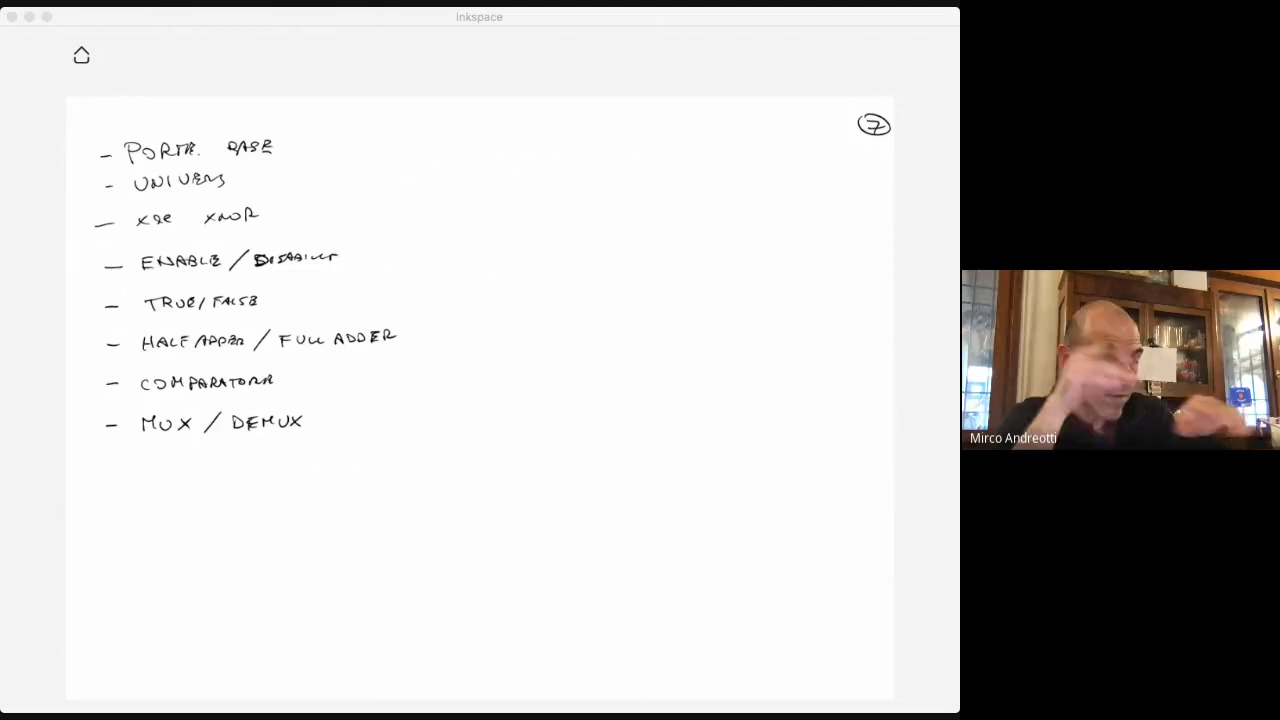 Inkspace
7
- PORTE BASE
- UNIVERS
- XOR XNOR
- ENABLE / DISABILE
- TRUE / FALSE
- HALF ADDER / FULL ADDER
- COMPARATORE
- MUX / DEMUX
Mirco Andreotti